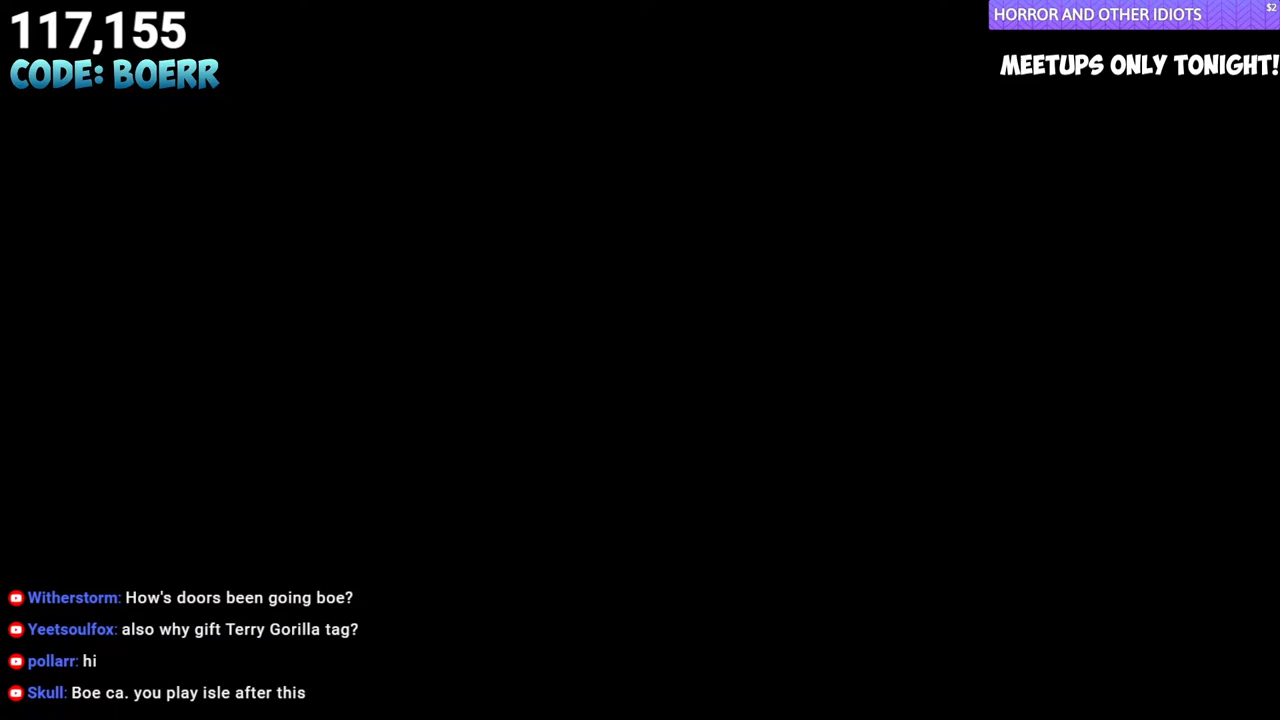 117,155
CODE: BOERR
HORROR AND OTHER IDIOTS
$2
MEETUPS ONLY TONIGHT!
Witherstorm: How's doors been going boe?
Yeetsoulfox: also why gift Terry Gorilla tag?
pollarr: hi
Skull: Boe ca. you play isle after this